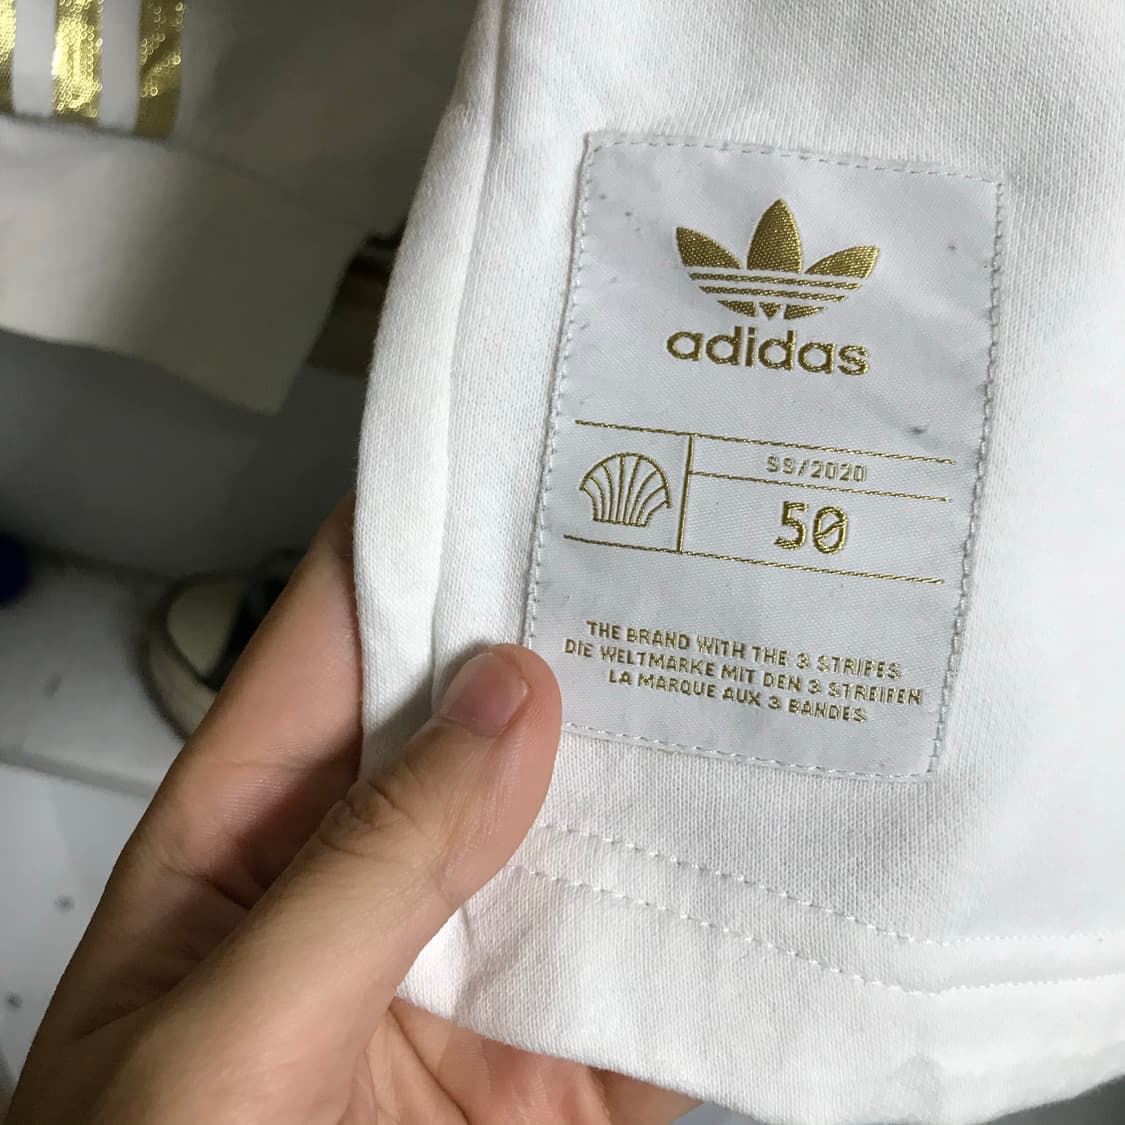 adidas
SS/2020
50
THE BRAND WITH THE 3 STRIPES
DIE WELTMARKE MIT DEN 3 STREIFEN
LA MARQUE AUX 3 BANDES